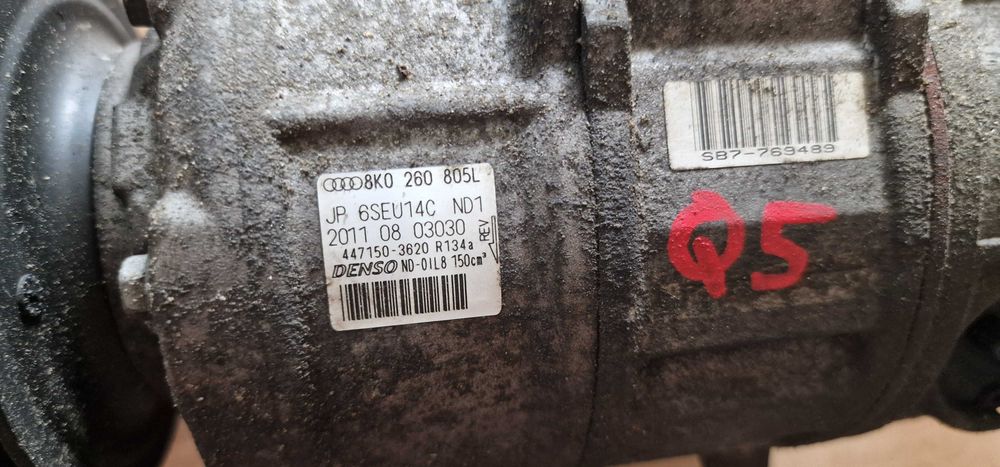 8K0 260 805L
JP 6SEU14C ND1
2011 08 03030
447150-3620 R134a
REV
DENSO ND-OIL8 150cm³
SB7-769489
Q5